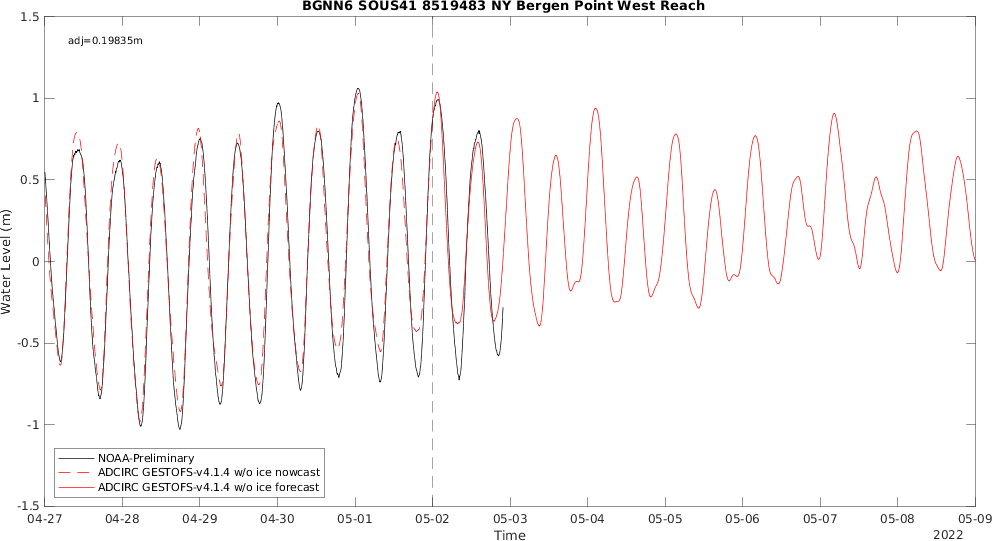 BGNN6 SOUS41 8519483 NY Bergen Point West Reach
adj=0.19835m
Water Level (m)
1.5
1
0.5
0
-0.5
-1
-1.5
NOAA-Preliminary
ADCIRC GESTOFS-v4.1.4 w/o ice nowcast
ADCIRC GESTOFS-v4.1.4 w/o ice forecast
04-27 04-28 04-29 04-30 05-01 05-02 05-03 05-04 05-05 05-06 05-07 05-08 05-09
Time
2022